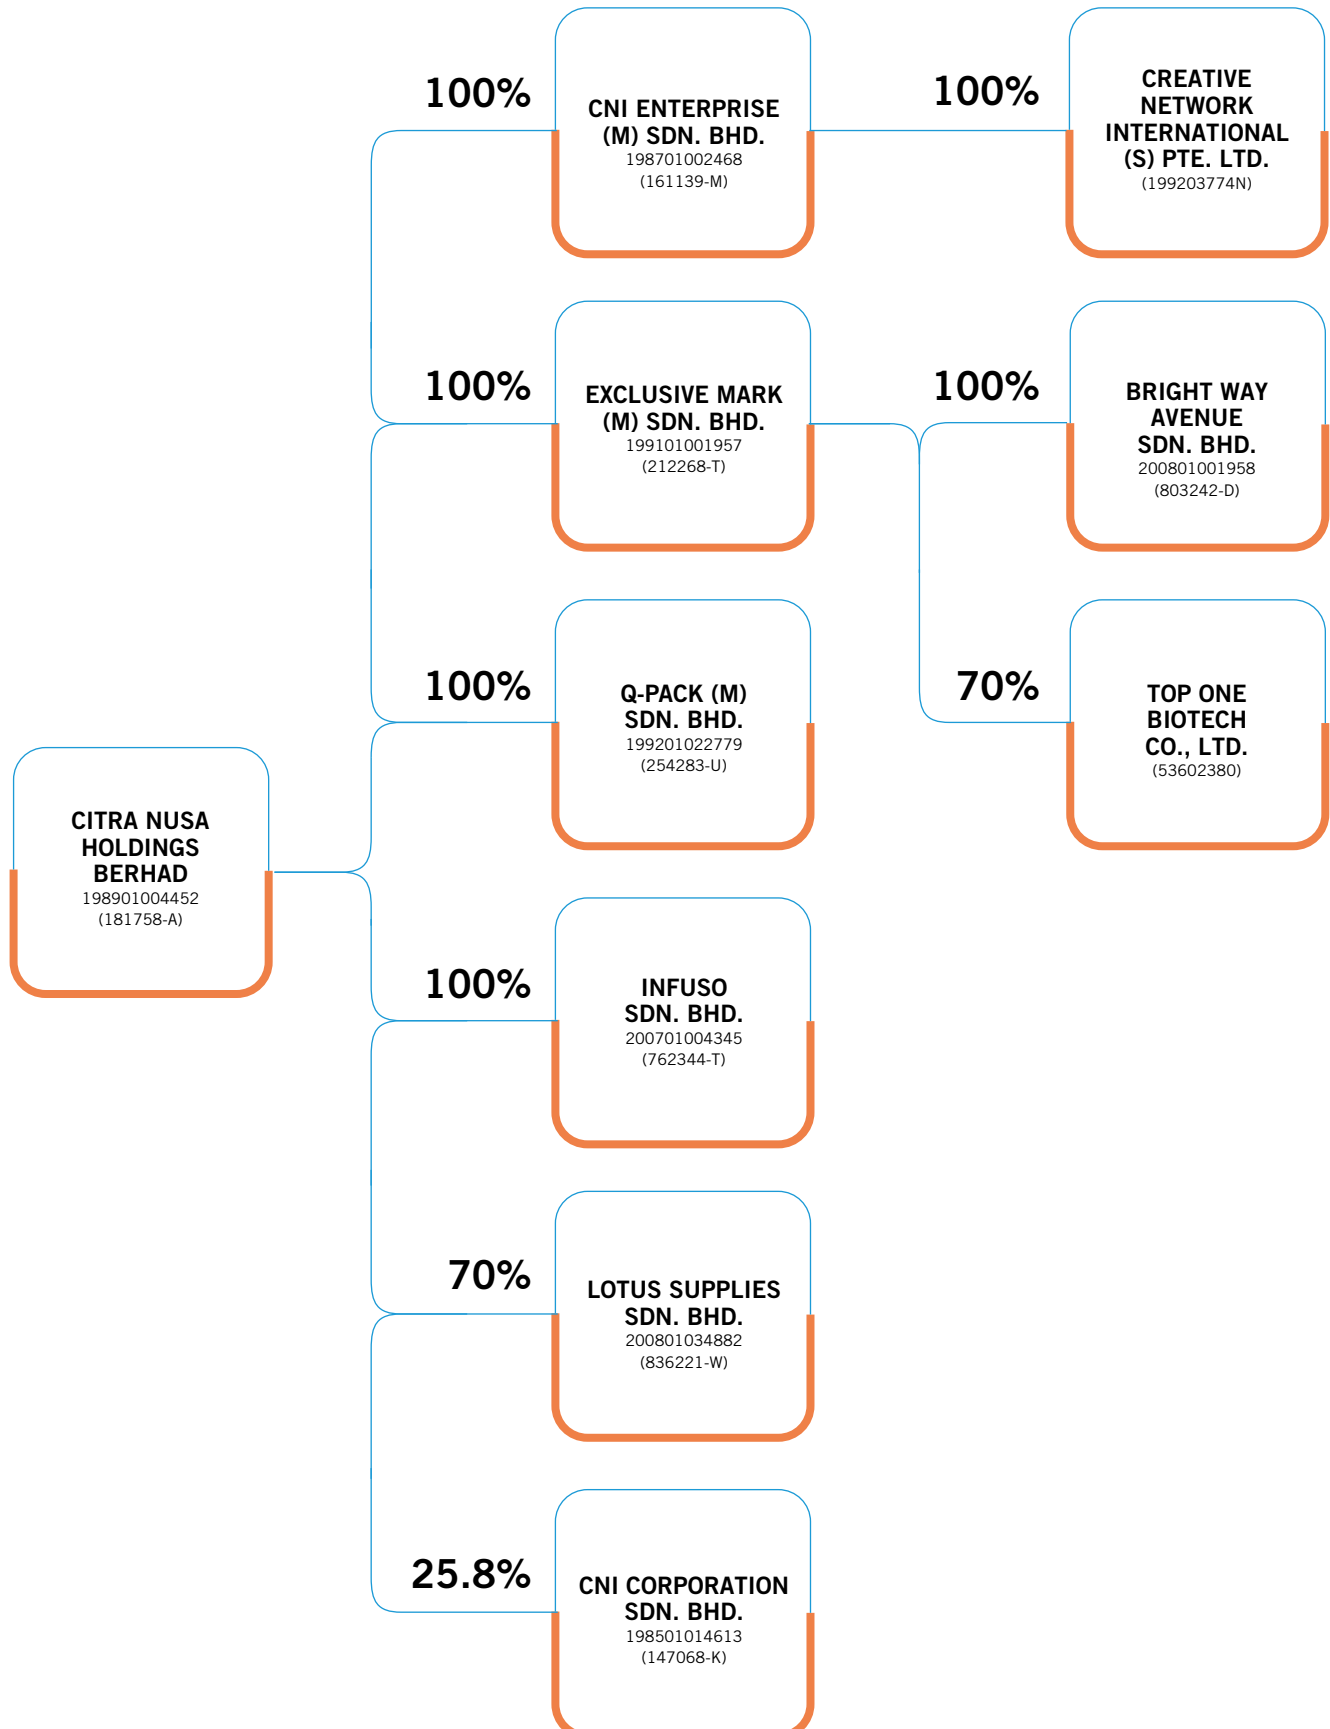 100%
CNI ENTERPRISE
(M) SDN. BHD.
198701002468
(161139-M)
100%
CREATIVE
NETWORK
INTERNATIONAL
(S) PTE. LTD.
(199203774N)
100%
EXCLUSIVE MARK
(M) SDN. BHD.
199101001957
(212268-T)
100%
BRIGHT WAY
AVENUE
SDN. BHD.
200801001958
(803242-D)
100%
Q-PACK (M)
SDN. BHD.
199201022779
(254283-U)
70%
TOP ONE
BIOTECH
CO., LTD.
(53602380)
CITRA NUSA
HOLDINGS
BERHAD
198901004452
(181758-A)
100%
INFUSO
SDN. BHD.
200701004345
(762344-T)
70%
LOTUS SUPPLIES
SDN. BHD.
200801034882
(836221-W)
25.8%
CNI CORPORATION
SDN. BHD.
198501014613
(147068-K)